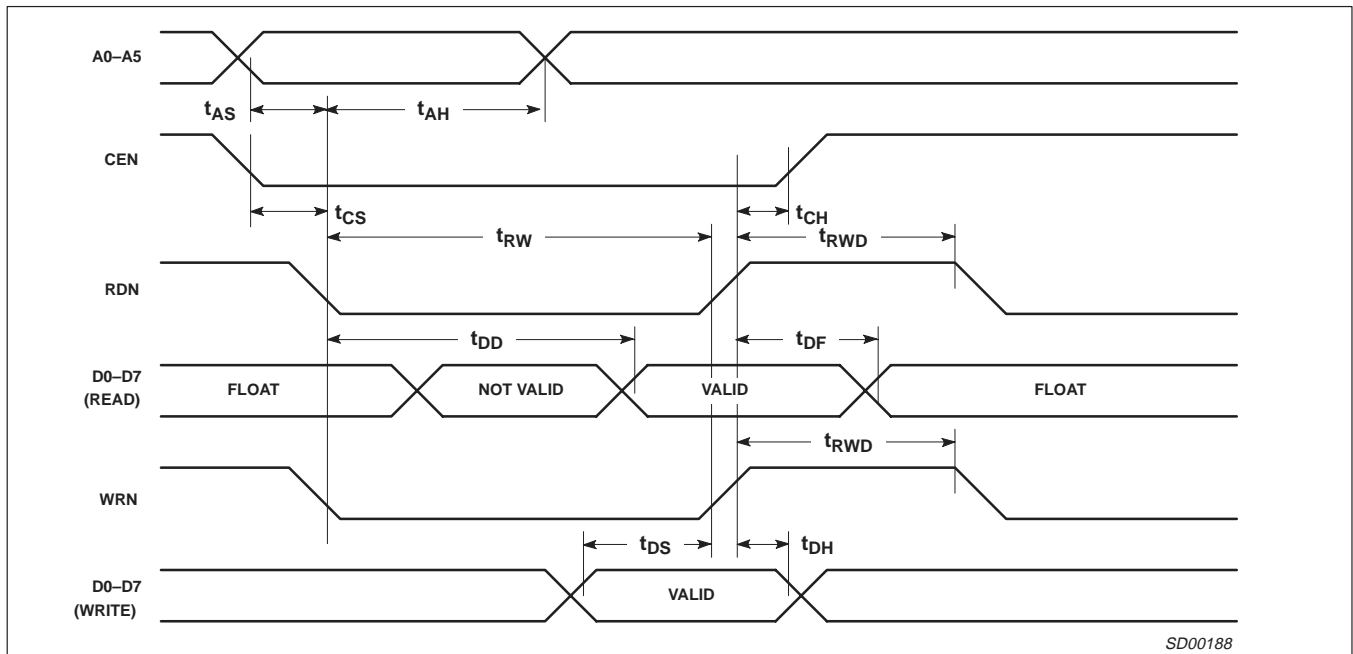 A0–A5
tAS
tAH
CEN
tCS
tCH
tRW
tRWD
RDN
tDD
tDF
D0–D7
(READ)
FLOAT
NOT VALID
VALID
FLOAT
tRWD
WRN
tDS
tDH
D0–D7
(WRITE)
VALID
SD00188